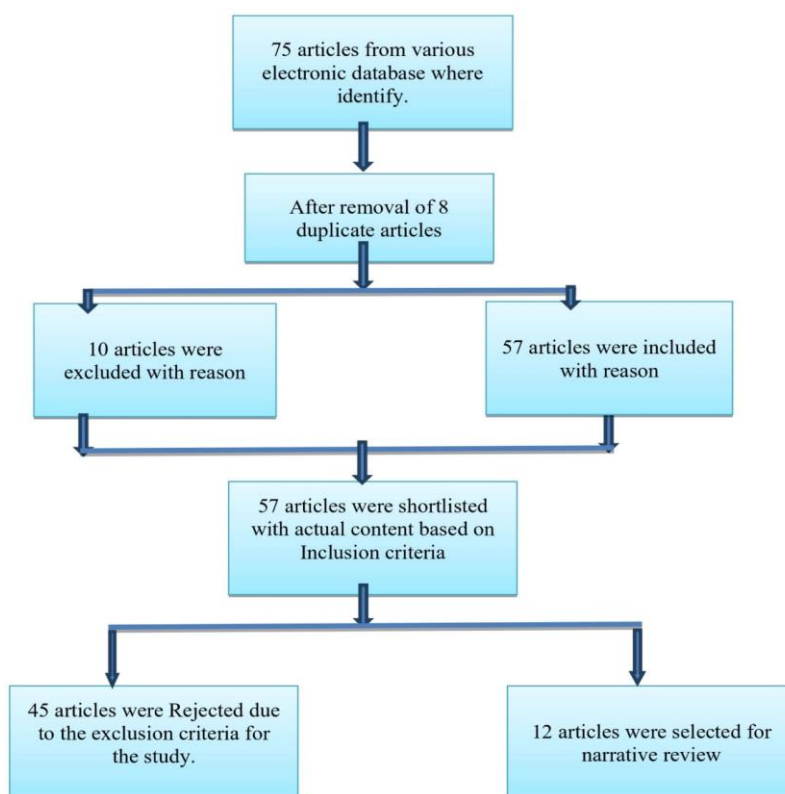 75 articles from various
electronic database where
identify.
After removal of 8
duplicate articles
10 articles were
excluded with reason
57 articles were included
with reason
57 articles were shortlisted
with actual content based on
Inclusion criteria
45 articles were Rejected due
to the exclusion criteria for
the study.
12 articles were selected for
narrative review